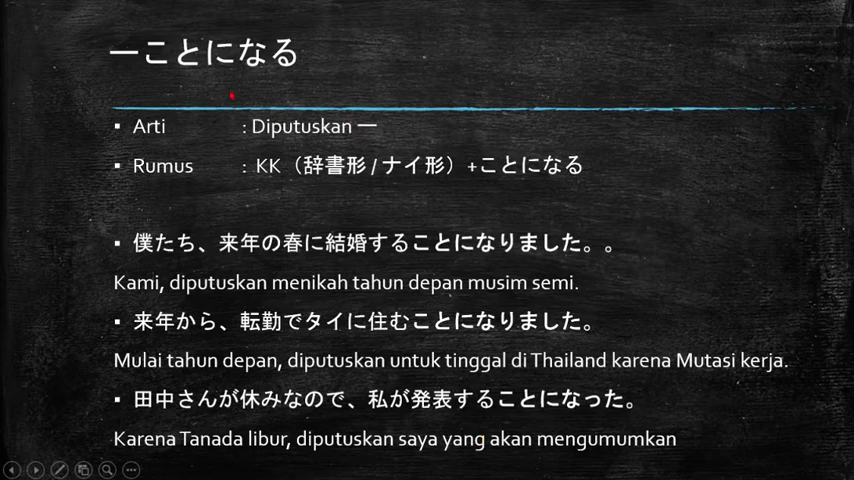 一ことになる
Arti : Diputuskan 一
Rumus : KK（辞書形 / ナイ形）+ことになる
僕たち、来年の春に結婚することになりました。。
Kami, diputuskan menikah tahun depan musim semi.
来年から、転勤でタイに住むことになりました。
Mulai tahun depan, diputuskan untuk tinggal di Thailand karena Mutasi kerja.
田中さんが休みなので、私が発表することになった。
Karena Tanada libur, diputuskan saya yang akan mengumumkan